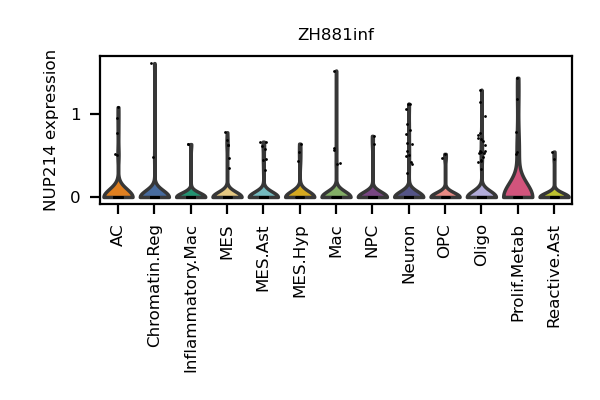 ZH881inf
NUP214 expression
1
0
AC
Chromatin.Reg
Inflammatory.Mac
MES
MES.Ast
MES.Hyp
Mac
NPC
Neuron
OPC
Oligo
Prolif.Metab
Reactive.Ast